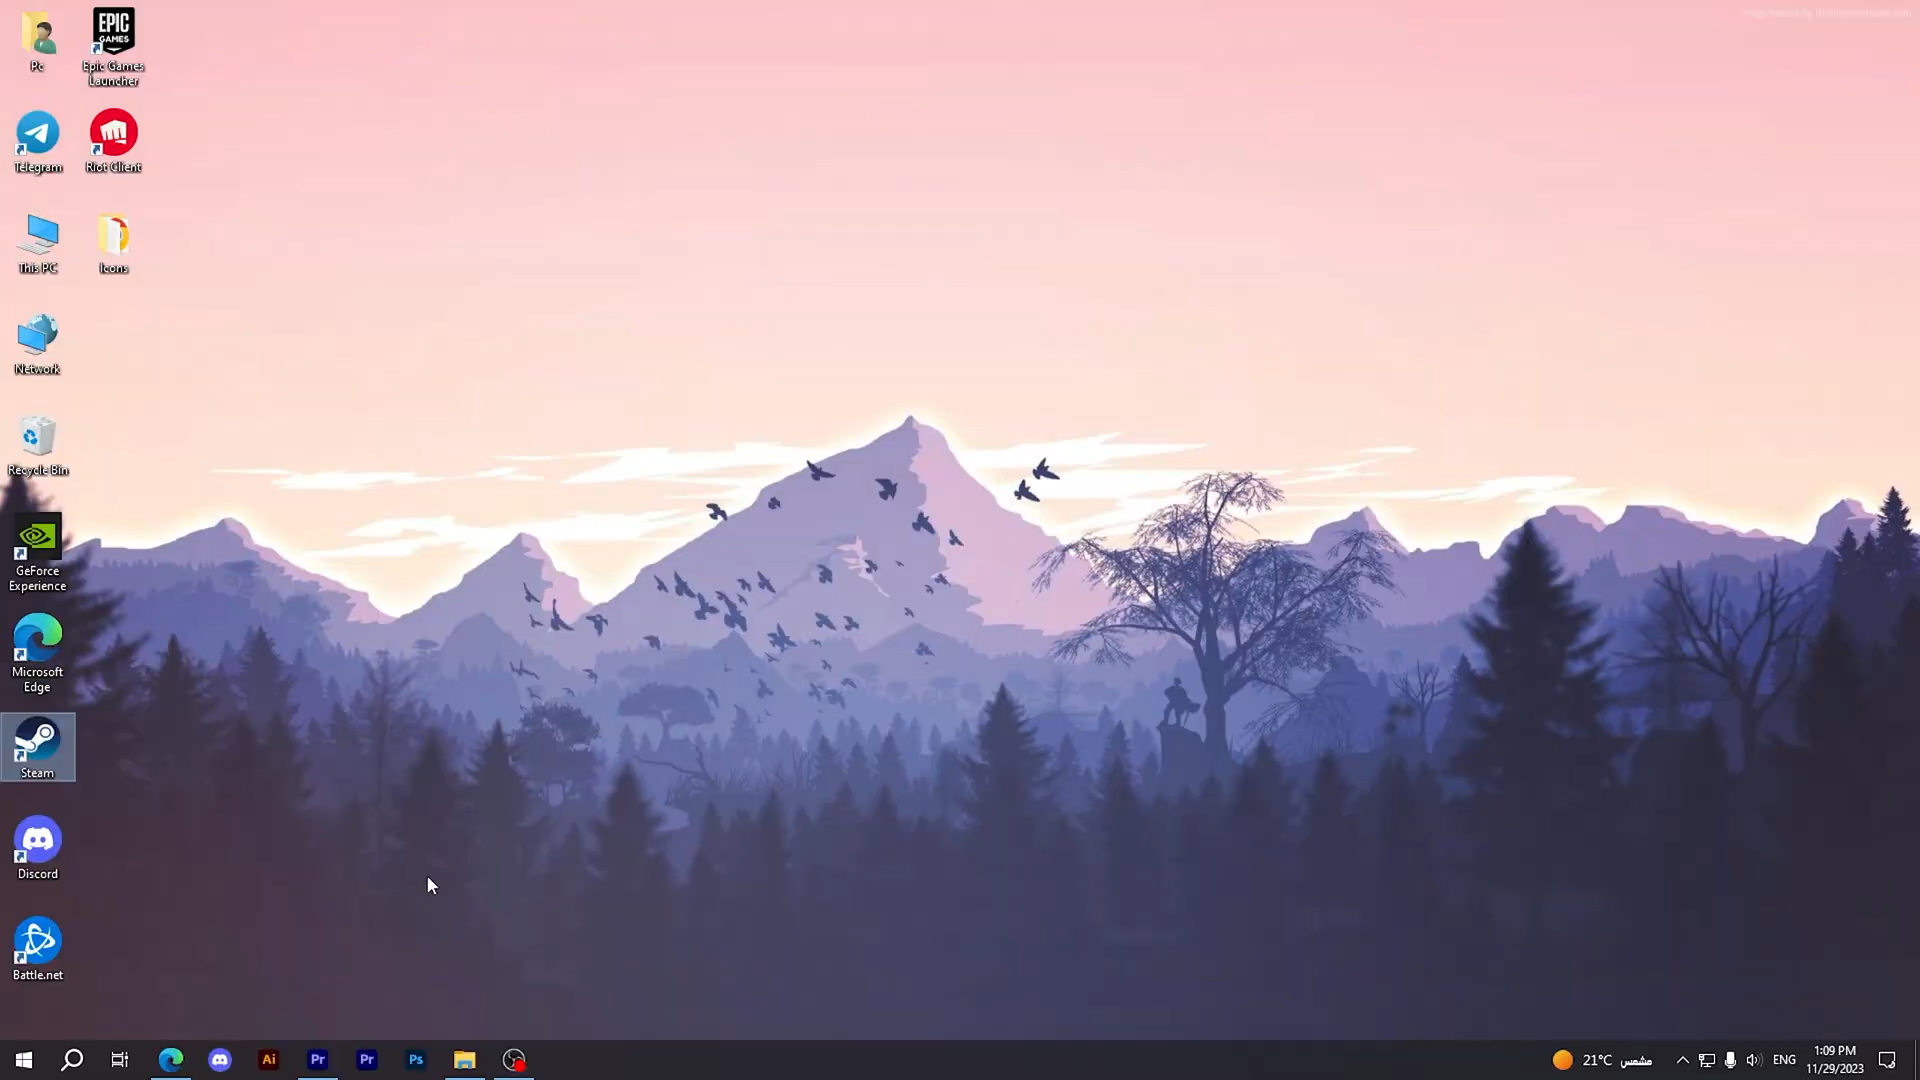 Pc
EPIC
GAMES
Epic Games
Launcher
Telegram
Riot Client
This PC
Icons
Network
Recycle Bin
GeForce
Experience
Microsoft
Edge
Steam
Discord
Battle.net
Ai
Pr
Pr
Ps
21°C مشمس
ENG
1:09 PM
11/29/2023